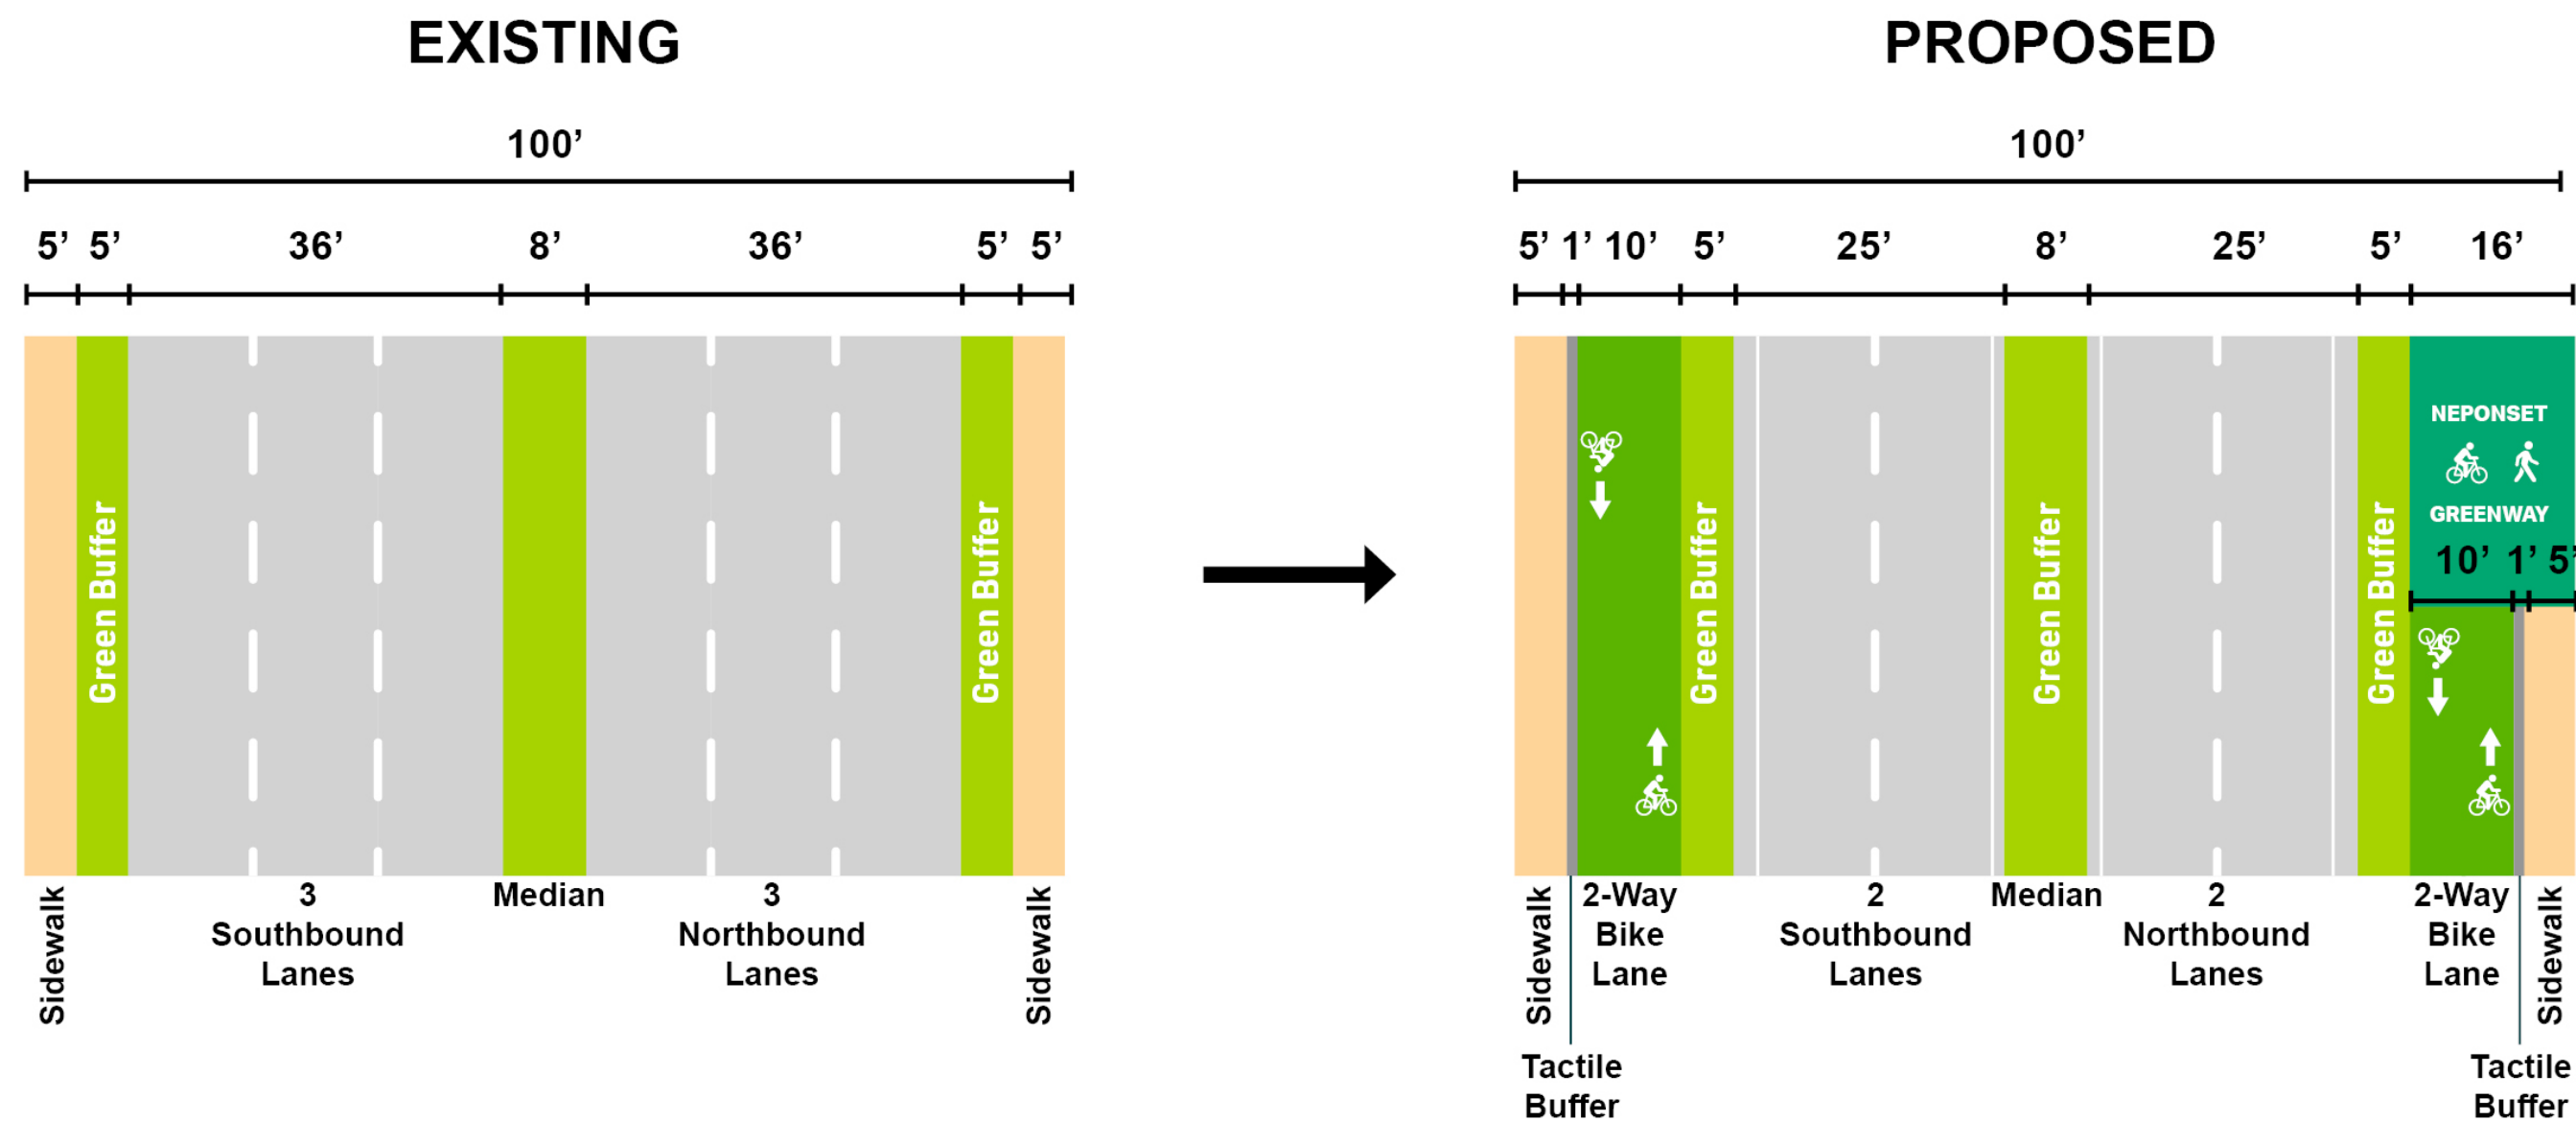 EXISTING
100’
5’ 5’ 36’ 8’ 36’ 5’ 5’
Green Buffer
Green Buffer
Sidewalk
3
Southbound
Lanes
Median
3
Northbound
Lanes
Sidewalk
PROPOSED
100’
5’ 1’ 10’ 5’ 25’ 8’ 25’ 5’ 16’
Green Buffer
Green Buffer
Green Buffer
NEPONSET
GREENWAY
10’ 1’ 5’
Sidewalk
Tactile
Buffer
2-Way
Bike
Lane
2
Southbound
Lanes
Median
2
Northbound
Lanes
2-Way
Bike
Lane
Tactile
Buffer
Sidewalk